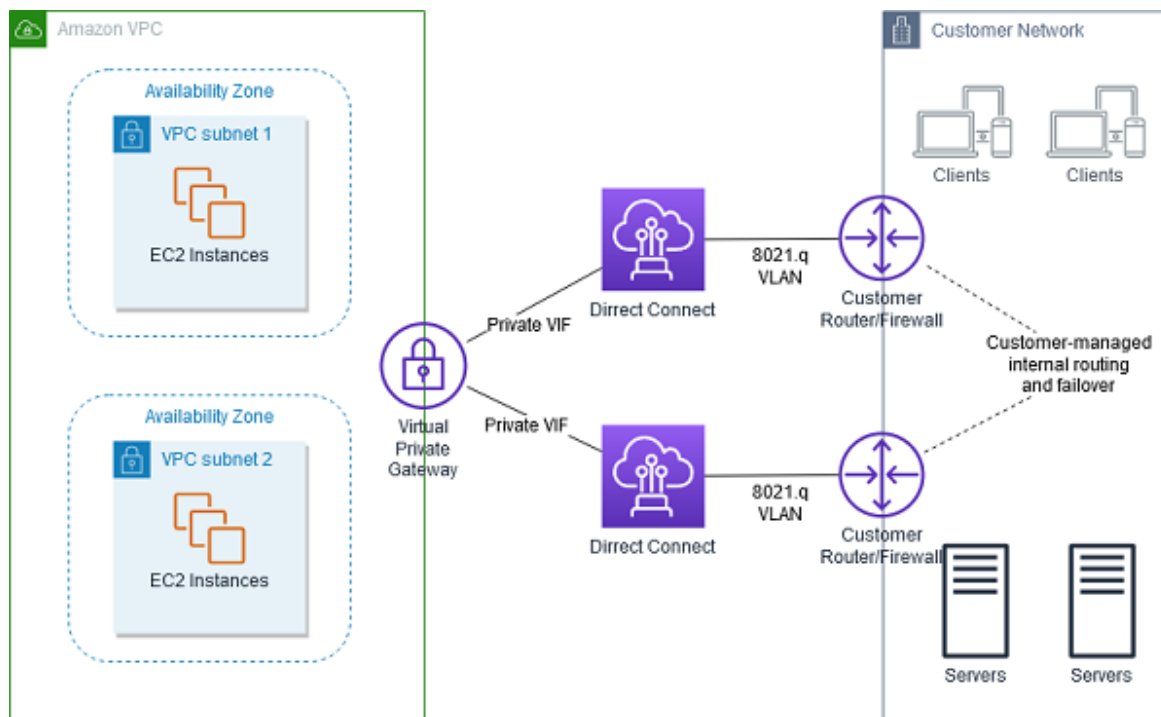 Amazon VPC
Customer Network
Availability Zone
VPC subnet 1
EC2 Instances
Clients
Clients
Dirrect Connect
8021.q
VLAN
Customer
Router/Firewall
Private VIF
Customer-managed
internal routing
and failover
Virtual
Private
Gateway
Private VIF
Availability Zone
VPC subnet 2
EC2 Instances
Dirrect Connect
8021.q
VLAN
Customer
Router/Firewall
Servers
Servers